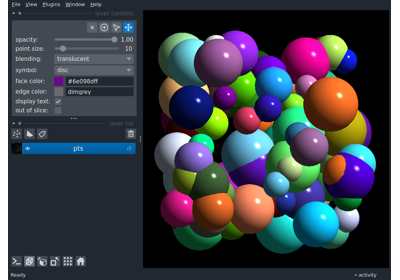 File View Plugins Window Help
layer controls
opacity: 1.00
point size: 10
blending: translucent
symbol: disc
face color: #6e098dff
edge color: dimgrey
display text: ✓
out of slice:
layer list
pts
Ready
activity